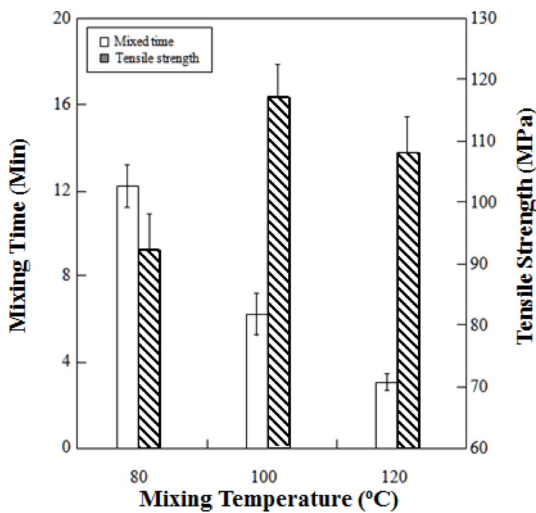 Mixed time
Tensile strength
Mixing Time (Min)
20
16
12
8
4
0
Tensile Strength (MPa)
130
120
110
100
90
80
70
60
80 100 120
Mixing Temperature (⁰C)